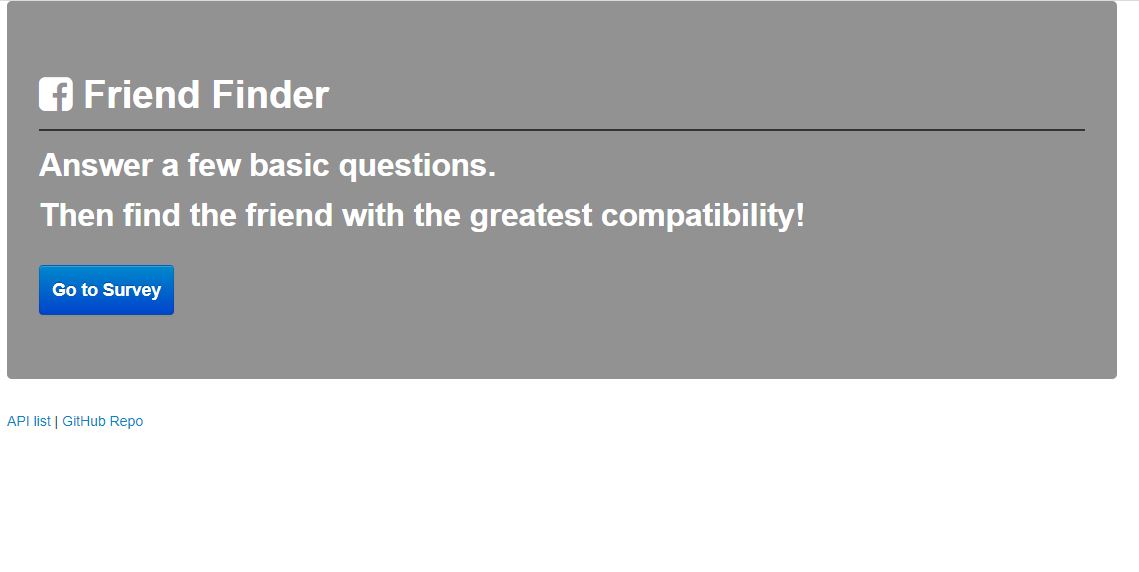 Friend Finder
Answer a few basic questions.
Then find the friend with the greatest compatibility!
Go to Survey
API list | GitHub Repo